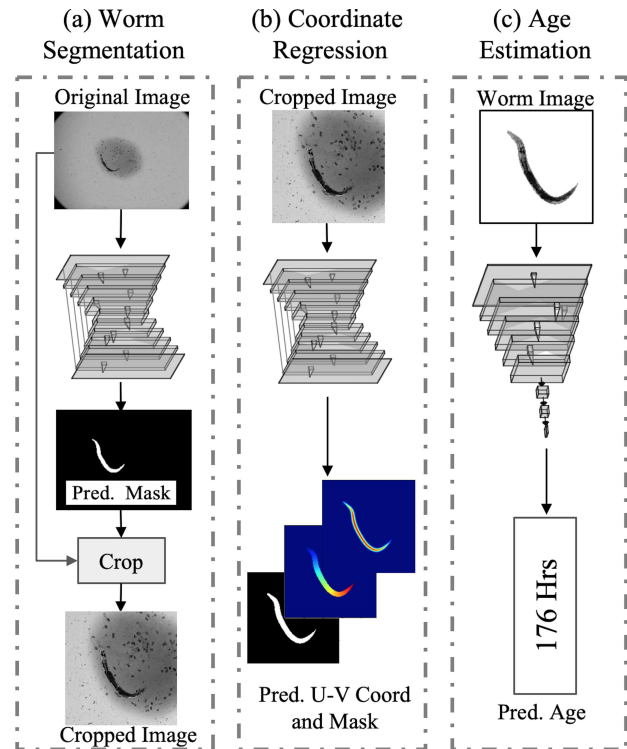 (a) Worm
Segmentation
Original Image
Pred. Mask
Crop
Cropped Image
(b) Coordinate
Regression
Cropped Image
Pred. U-V Coord
and Mask
(c) Age
Estimation
Worm Image
176 Hrs
Pred. Age